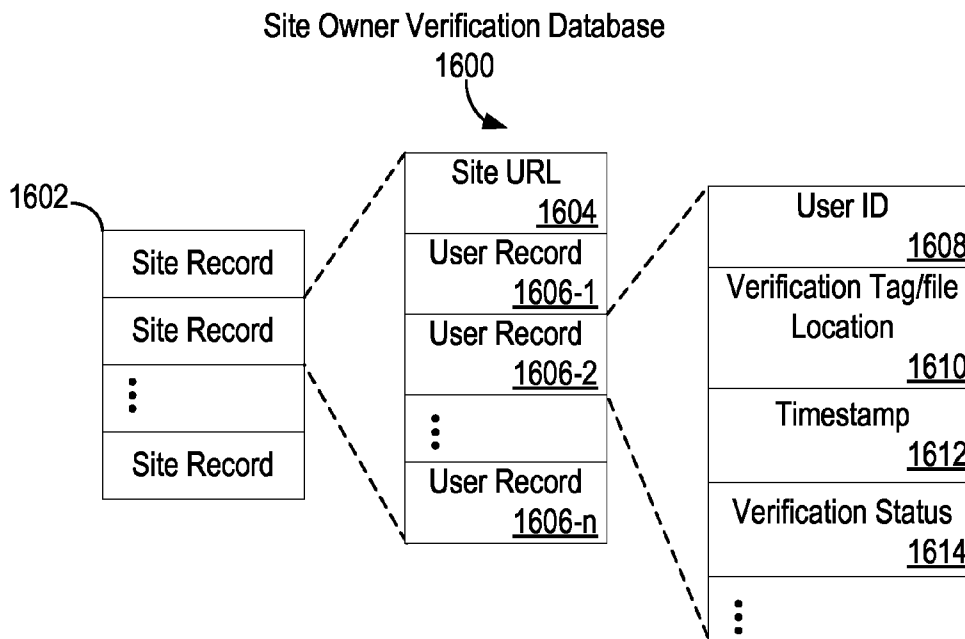 Site Owner Verification Database
1600
1602
Site Record
Site Record
Site Record
Site URL
1604
User Record
1606-1
User Record
1606-2
User Record
1606-n
User ID
1608
Verification Tag/file
Location
1610
Timestamp
1612
Verification Status
1614